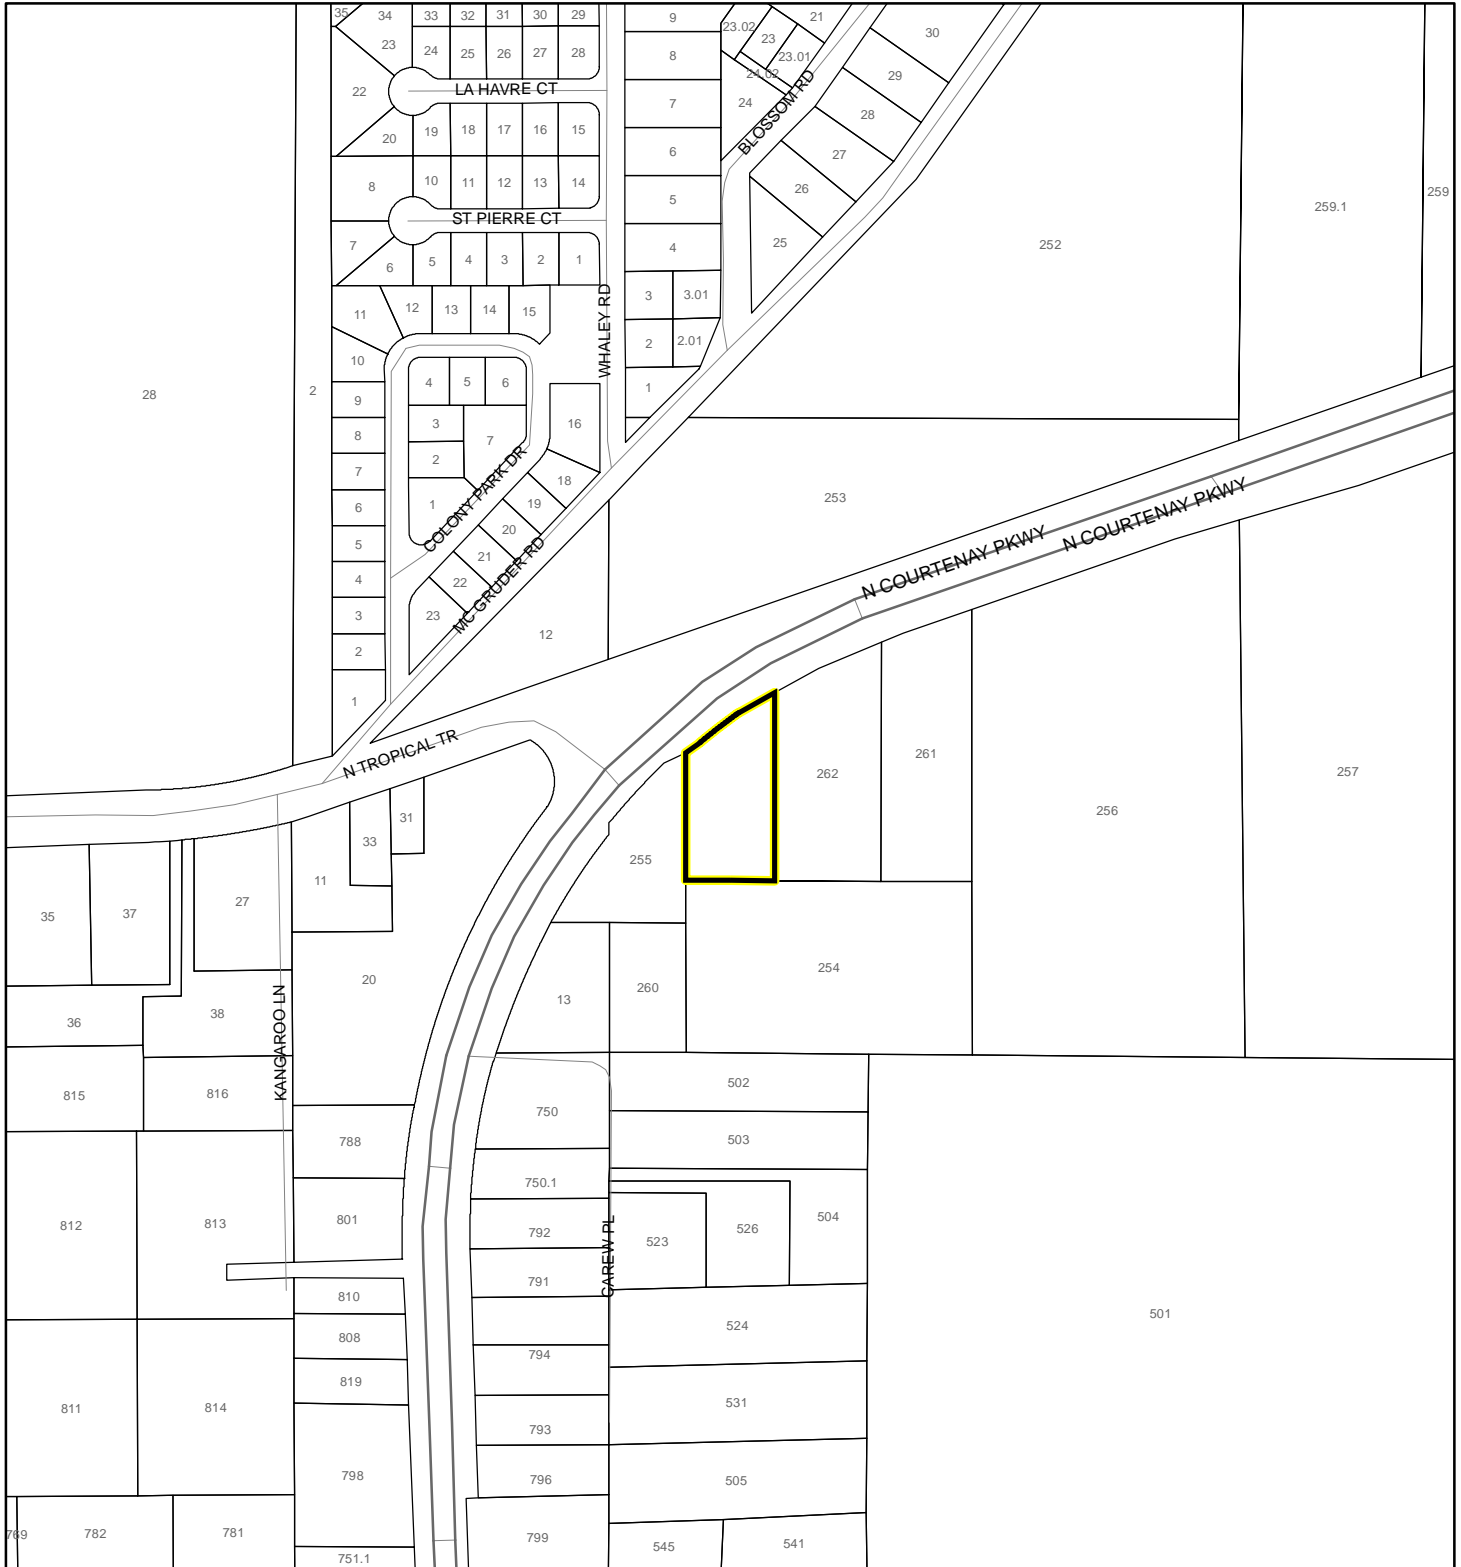 35 34 33 32 31 30 29 9 23.02 21 30
23 24 25 26 27 28 8 23 23.01
24.02 29
22 LA HAVRE CT 7 24 BLOSSOM RD 28
20 19 18 17 16 15 6 27
8 10 11 12 13 14 5 26 259.1 259
ST PIERRE CT
7 6 5 4 3 2 1 4 25 252
11 12 13 14 15 WHALEY RD 3 3.01
10 2 2.01
28 2 9 4 5 6 1
8 3 7 16
7 2 COLONY PARK DR 18
6 1 19 253
5 20 N COURTENAY PKWY
4 21 MC GRUDER RD N COURTENAY PKWY
3 22
2 23 12
1
N TROPICAL TR
262 261 257
31 256
33 255
11
35 37 27
20 254
36 38 KANGAROO LN 13 260
815 816 502
750
788 503
750.1
812 813 801 792 CAREW PL 523 526 504
791
810 524 501
808 794
819
811 814 793 531
798 796 505
769 782 781 799 545 541
751.1